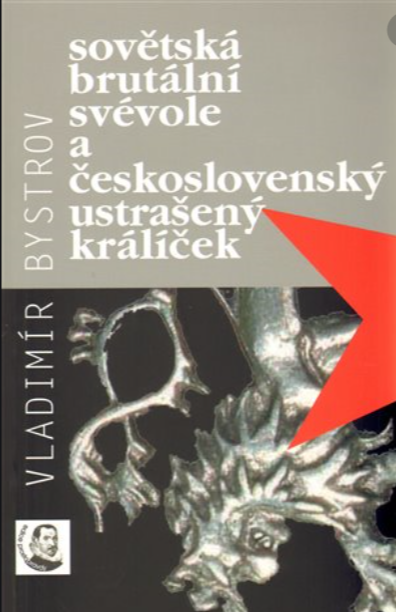 sovětská
brutální
svévole
a
československý
ustrašený
králíček
VLADIMÍR BYSTROV